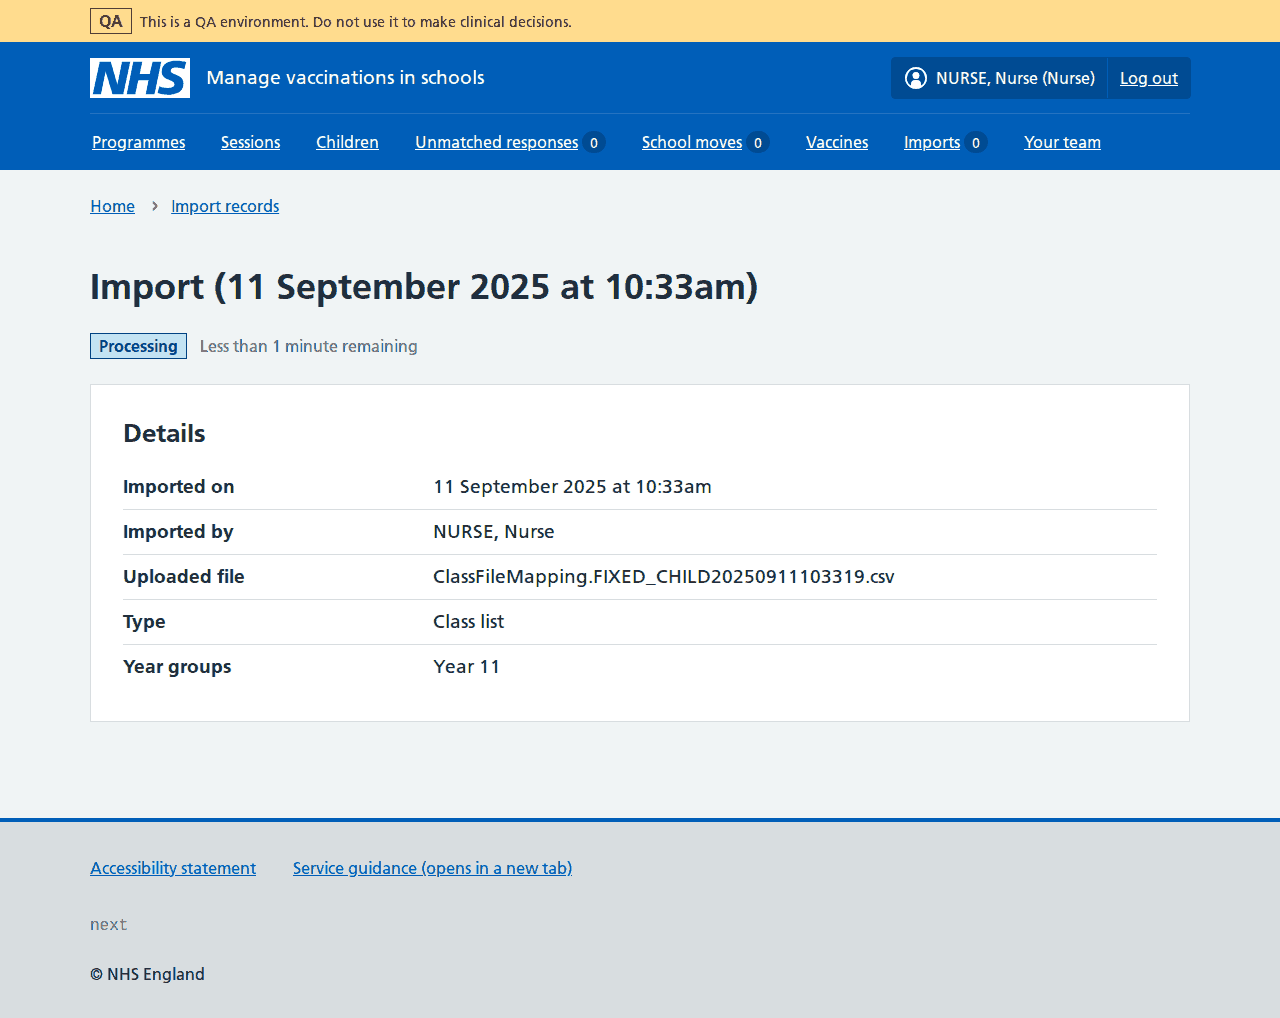 QA This is a QA environment. Do not use it to make clinical decisions.
NHS Manage vaccinations in schools NURSE, Nurse (Nurse) Log out
Programmes Sessions Children Unmatched responses 0 School moves 0 Vaccines Imports 0 Your team
Home › Import records
Import (11 September 2025 at 10:33am)
Processing Less than 1 minute remaining
Details
Imported on 11 September 2025 at 10:33am
Imported by NURSE, Nurse
Uploaded file ClassFileMapping.FIXED_CHILD20250911103319.csv
Type Class list
Year groups Year 11
Accessibility statement Service guidance (opens in a new tab)
next
© NHS England